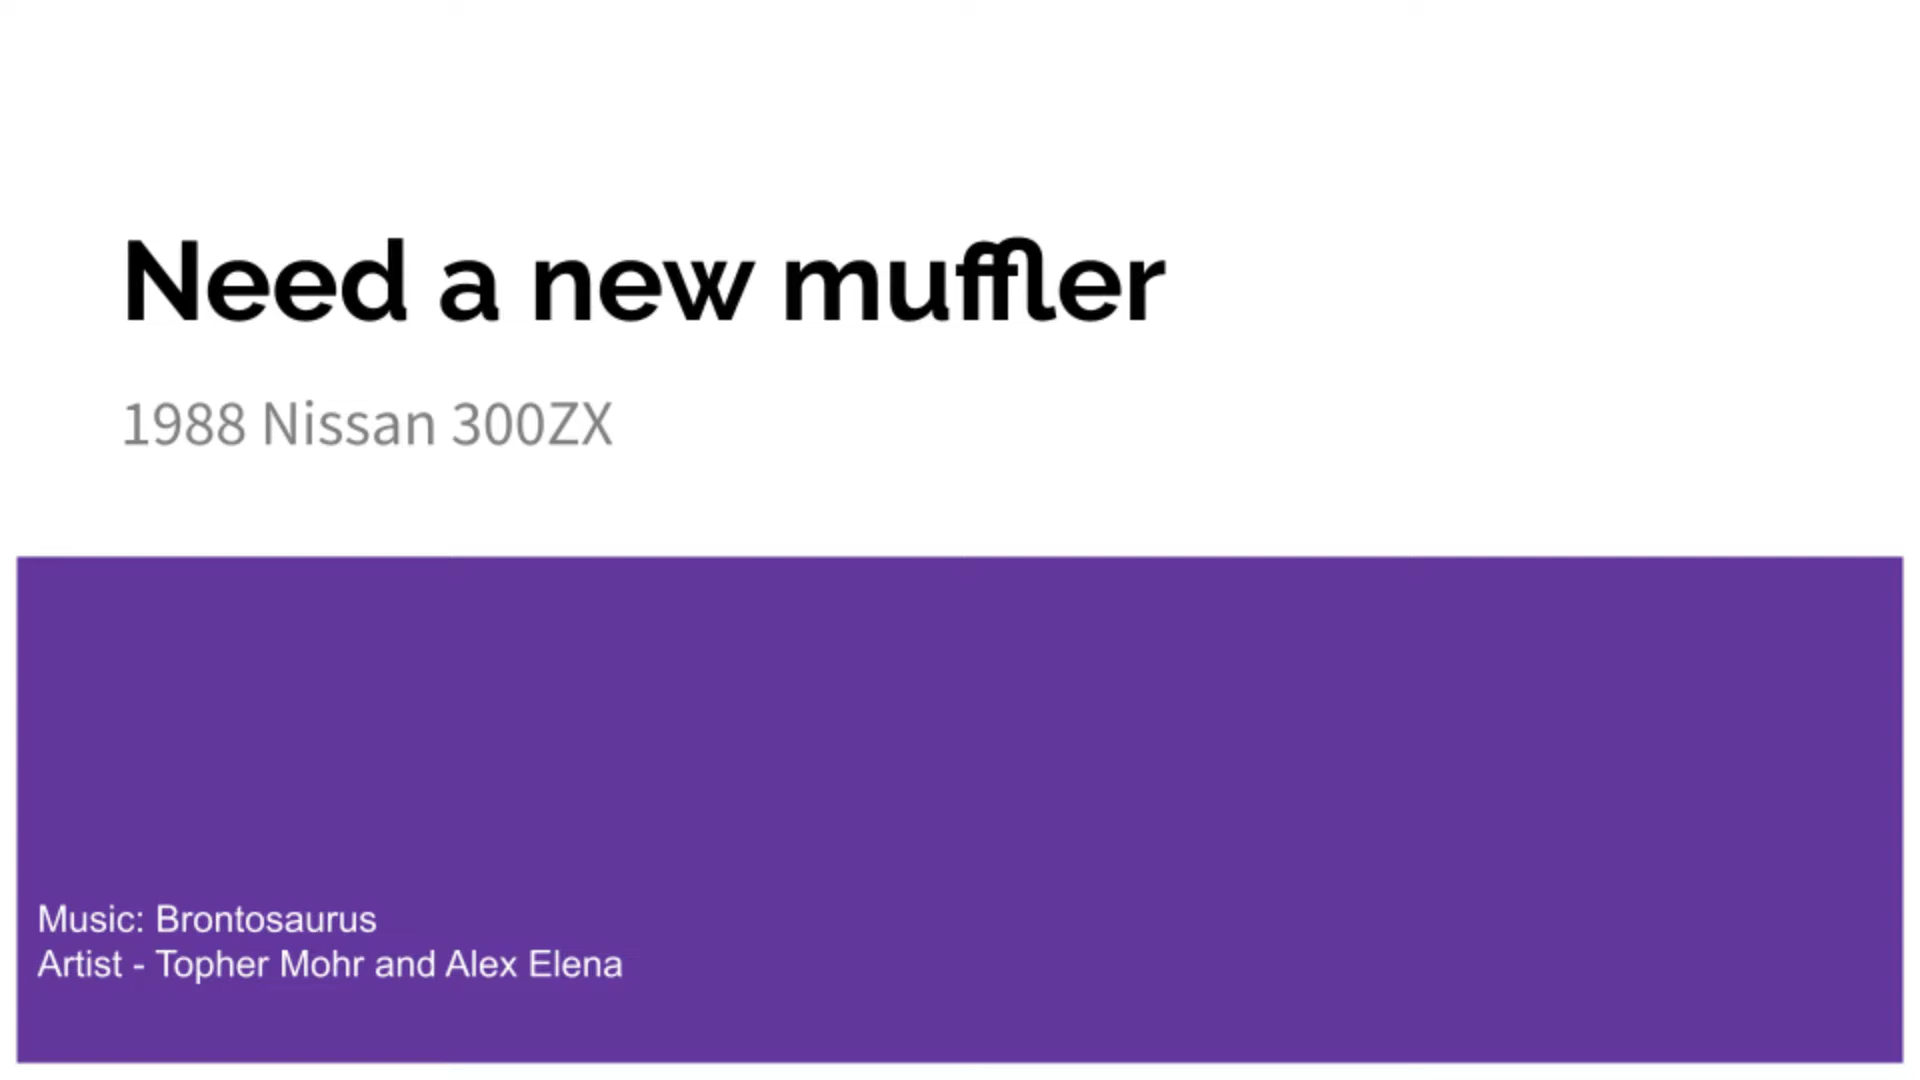 Need a new muffler
1988 Nissan 300ZX
Music: Brontosaurus
Artist - Topher Mohr and Alex Elena